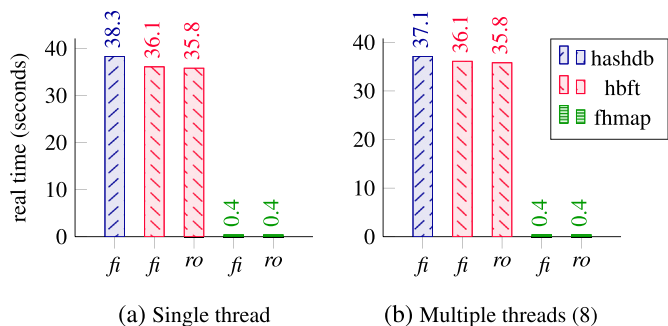 real time (seconds)
40
30
20
10
0
38.3
36.1
35.8
0.4
0.4
fi fi ro fi ro
(a) Single thread
40
30
20
10
0
37.1
36.1
35.8
0.4
0.4
fi fi ro fi ro
(b) Multiple threads (8)
hashdb
hbft
fhmap